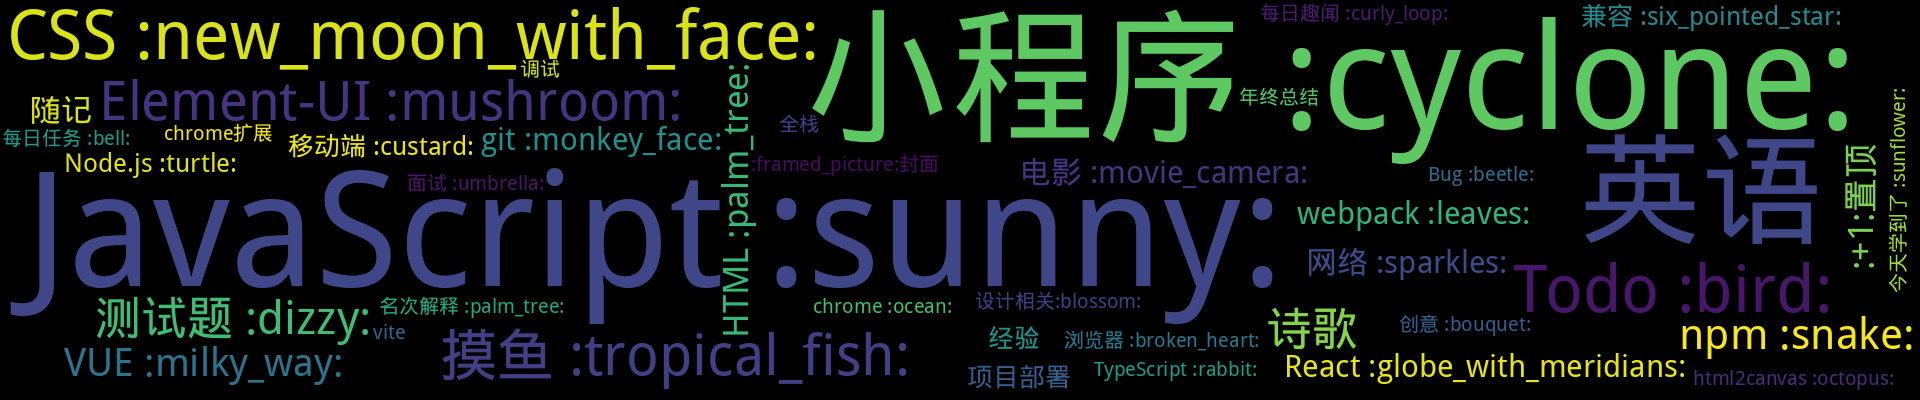 CSS :new_moon_with_face:
小程序 :cyclone:
每日趣闻 :curly_loop:
兼容 :six_pointed_star:
调试
随记
Element-UI :mushroom:
年终总结
每日任务 :bell:
chrome扩展
移动端 :custard:
git :monkey_face:
全栈
HTML :palm_tree:
Node.js :turtle:
面试 :umbrella:
:framed_picture:封面
电影 :movie_camera:
Bug :beetle:
英语
:+1:置顶
今天学到了 :sunflower:
JavaScript :sunny:
webpack :leaves:
网络 :sparkles:
Todo :bird:
测试题 :dizzy:
名次解释 :palm_tree:
vite
chrome :ocean:
设计相关:blossom:
经验
浏览器 :broken_heart:
诗歌
创意 :bouquet:
npm :snake:
VUE :milky_way:
摸鱼 :tropical_fish:
项目部署
TypeScript :rabbit:
React :globe_with_meridians:
html2canvas :octopus: